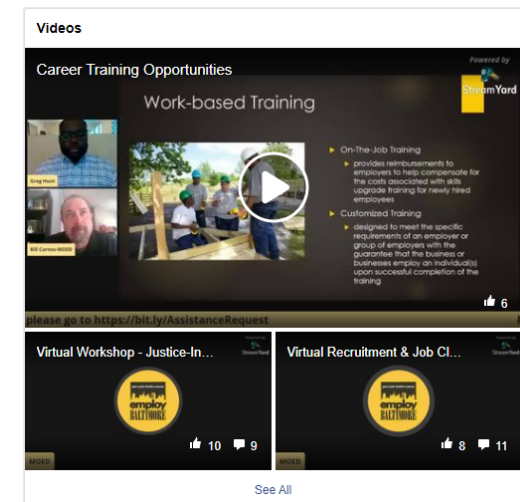 Videos
Career Training Opportunities
Powered by
StreamYard
Work-based Training
Greg Hunt
Bill Carneo-MOED
On-The-Job Training
provides reimbursements to
employers to help compensate for
the costs associated with skills
upgrade training for newly hired
employees
Customized Training
designed to meet the specific
requirements of an employer or
group of employers with the
guarantee that the business or
businesses employ an individual(s)
upon successful completion of the
training
6
please go to https://bit.ly/AssistanceRequest
Virtual Workshop - Justice-In...
StreamYard
employ
BALTIMORE
10 9
MOED
Virtual Recruitment & Job Cl...
StreamYard
employ
BALTIMORE
8 11
MOED
See All